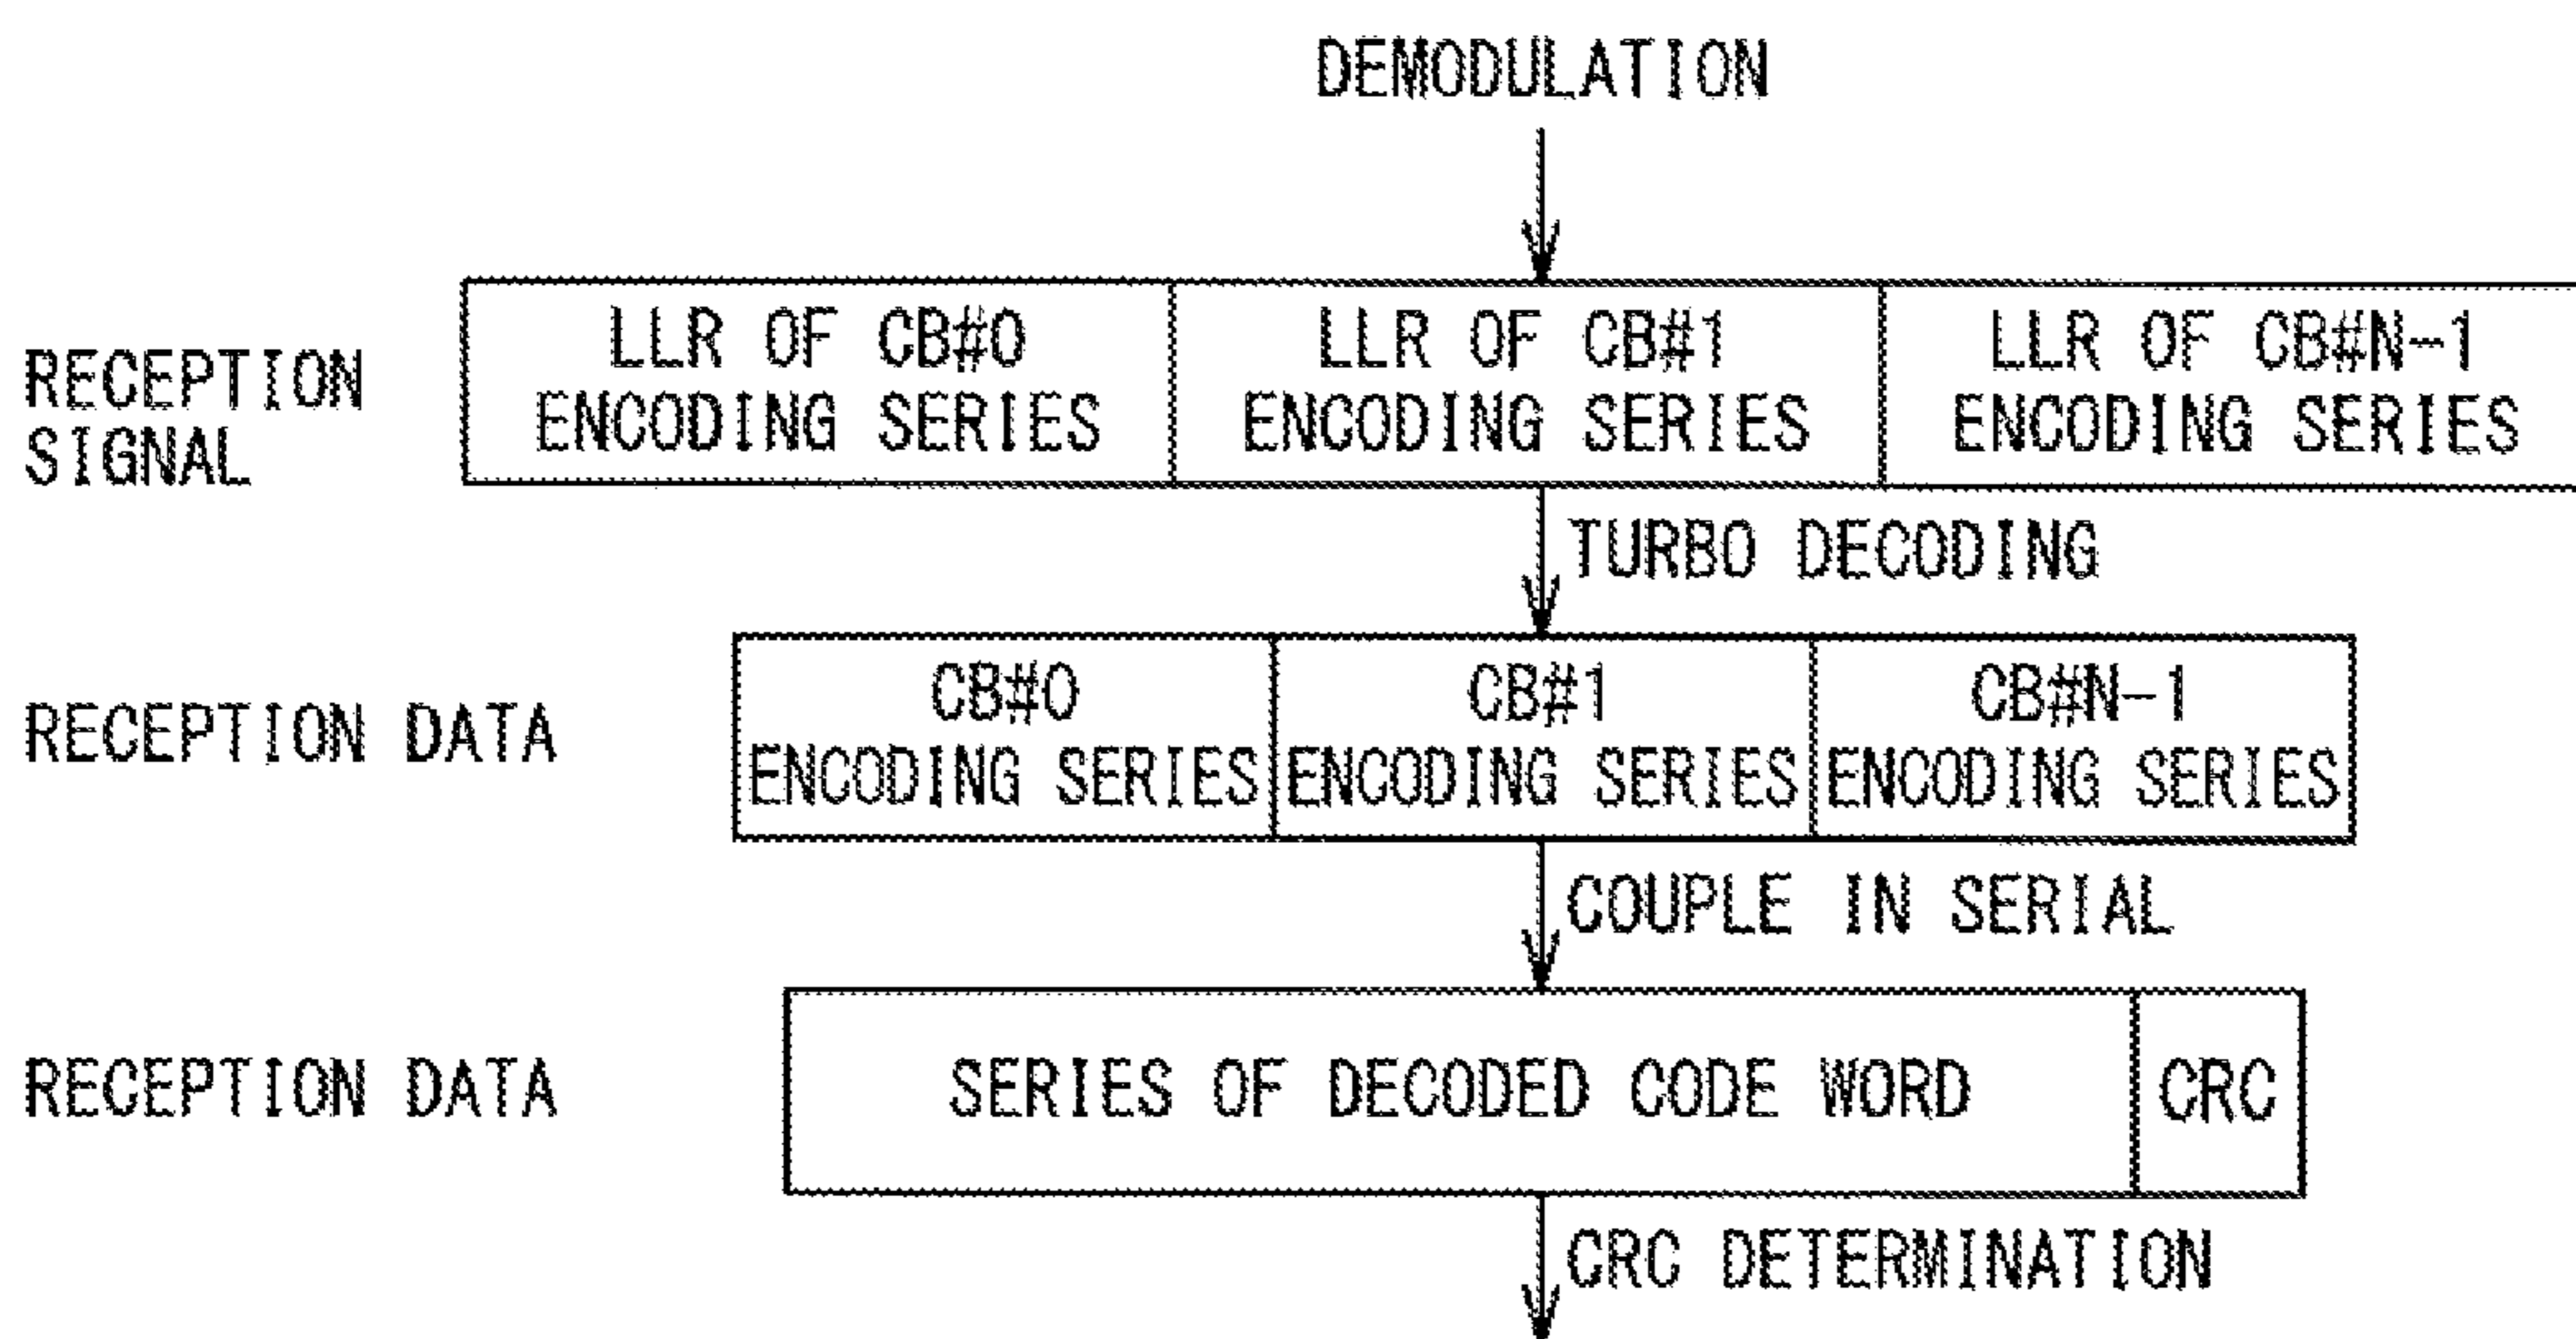 DEMODULATION
RECEPTION
SIGNAL
LLR OF CB#0
ENCODING SERIES
LLR OF CB#1
ENCODING SERIES
LLR OF CB#N-1
ENCODING SERIES
TURBO DECODING
RECEPTION DATA
CB#0
ENCODING SERIES
CB#1
ENCODING SERIES
CB#N-1
ENCODING SERIES
COUPLE IN SERIAL
RECEPTION DATA
SERIES OF DECODED CODE WORD
CRC
CRC DETERMINATION